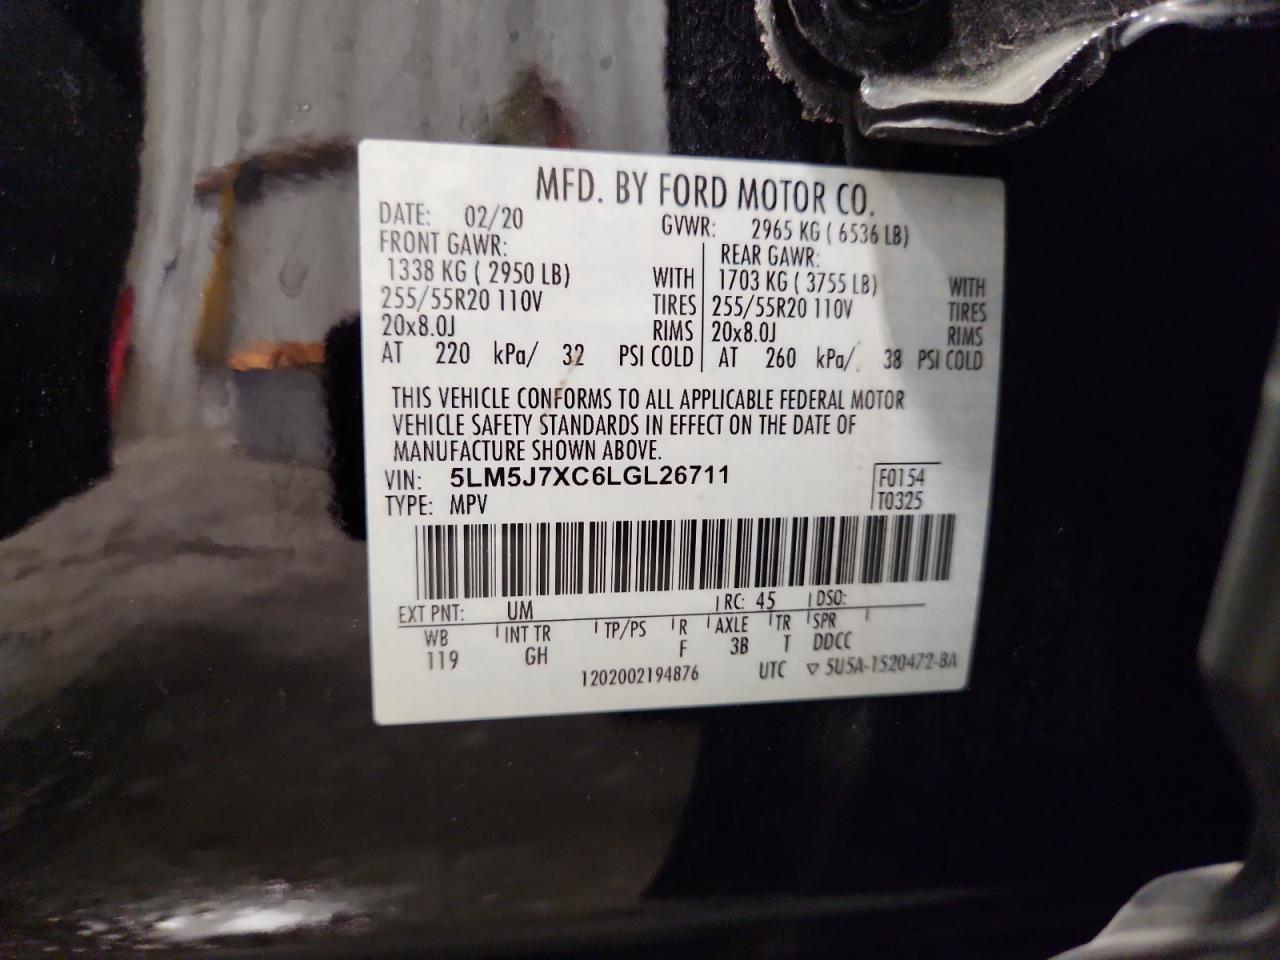 MFD. BY FORD MOTOR CO.
DATE: 02/20 GVWR: 2965 KG ( 6536 LB)
FRONT GAWR: REAR GAWR:
1338 KG ( 2950 LB) WITH 1703 KG ( 3755 LB) WITH
255/55R20 110V TIRES 255/55R20 110V TIRES
20x8.0J RIMS 20x8.0J RIMS
AT 220 kPa/ 32 PSI COLD AT 260 kPa/. 38 PSI COLD
THIS VEHICLE CONFORMS TO ALL APPLICABLE FEDERAL MOTOR
VEHICLE SAFETY STANDARDS IN EFFECT ON THE DATE OF
MANUFACTURE SHOWN ABOVE.
VIN: 5LM5J7XC6LGL26711 F0154
TYPE: MPV T0325
EXT PNT: UM RC: 45 DSO:
WB INT TR TP/PS R AXLE TR SPR
119 GH F 3B T DDCC
1202002194876 UTC ▽ 5U5A-1520472-BA